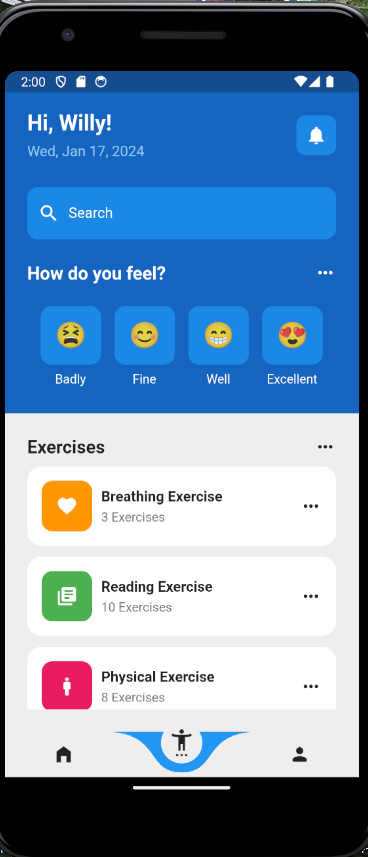 2:00
Hi, Willy!
Wed, Jan 17, 2024
Search
How do you feel?
Badly Fine Well Excellent
Exercises
Breathing Exercise
3 Exercises
Reading Exercise
10 Exercises
Physical Exercise
8 Exercises